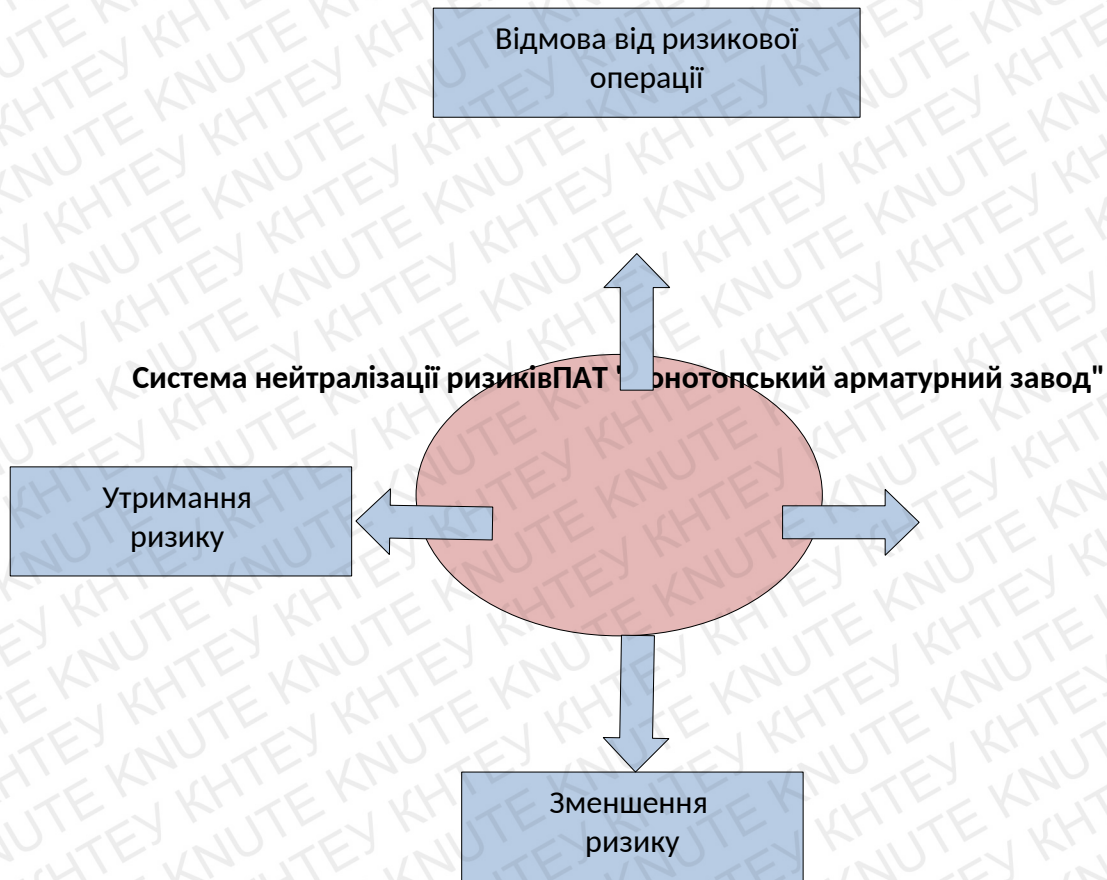 Відмова від ризикової
операції
Система нейтралізації ризиківПАТ " онотопський арматурний завод"
Утримання
ризику
Зменшення
ризику